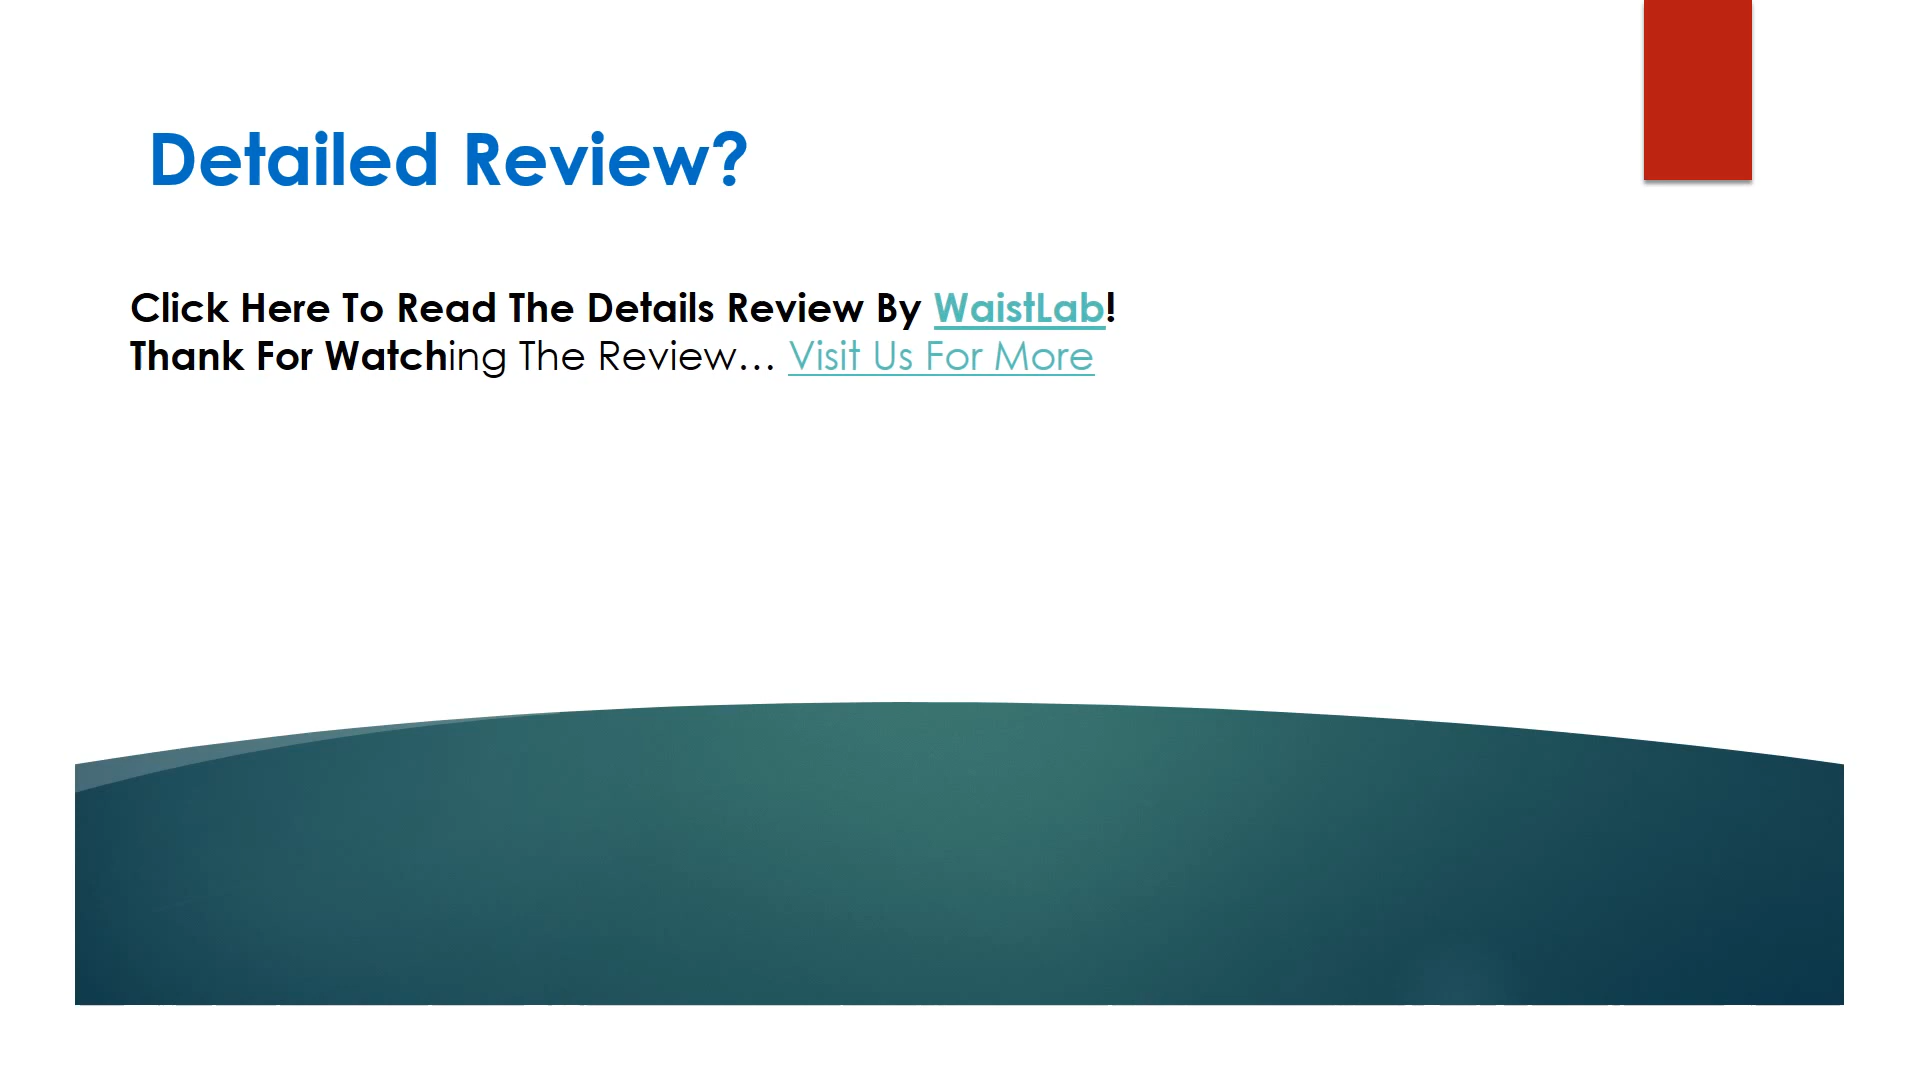 Detailed Review?
Click Here To Read The Details Review By WaistLab!
Thank For Watching The Review… Visit Us For More